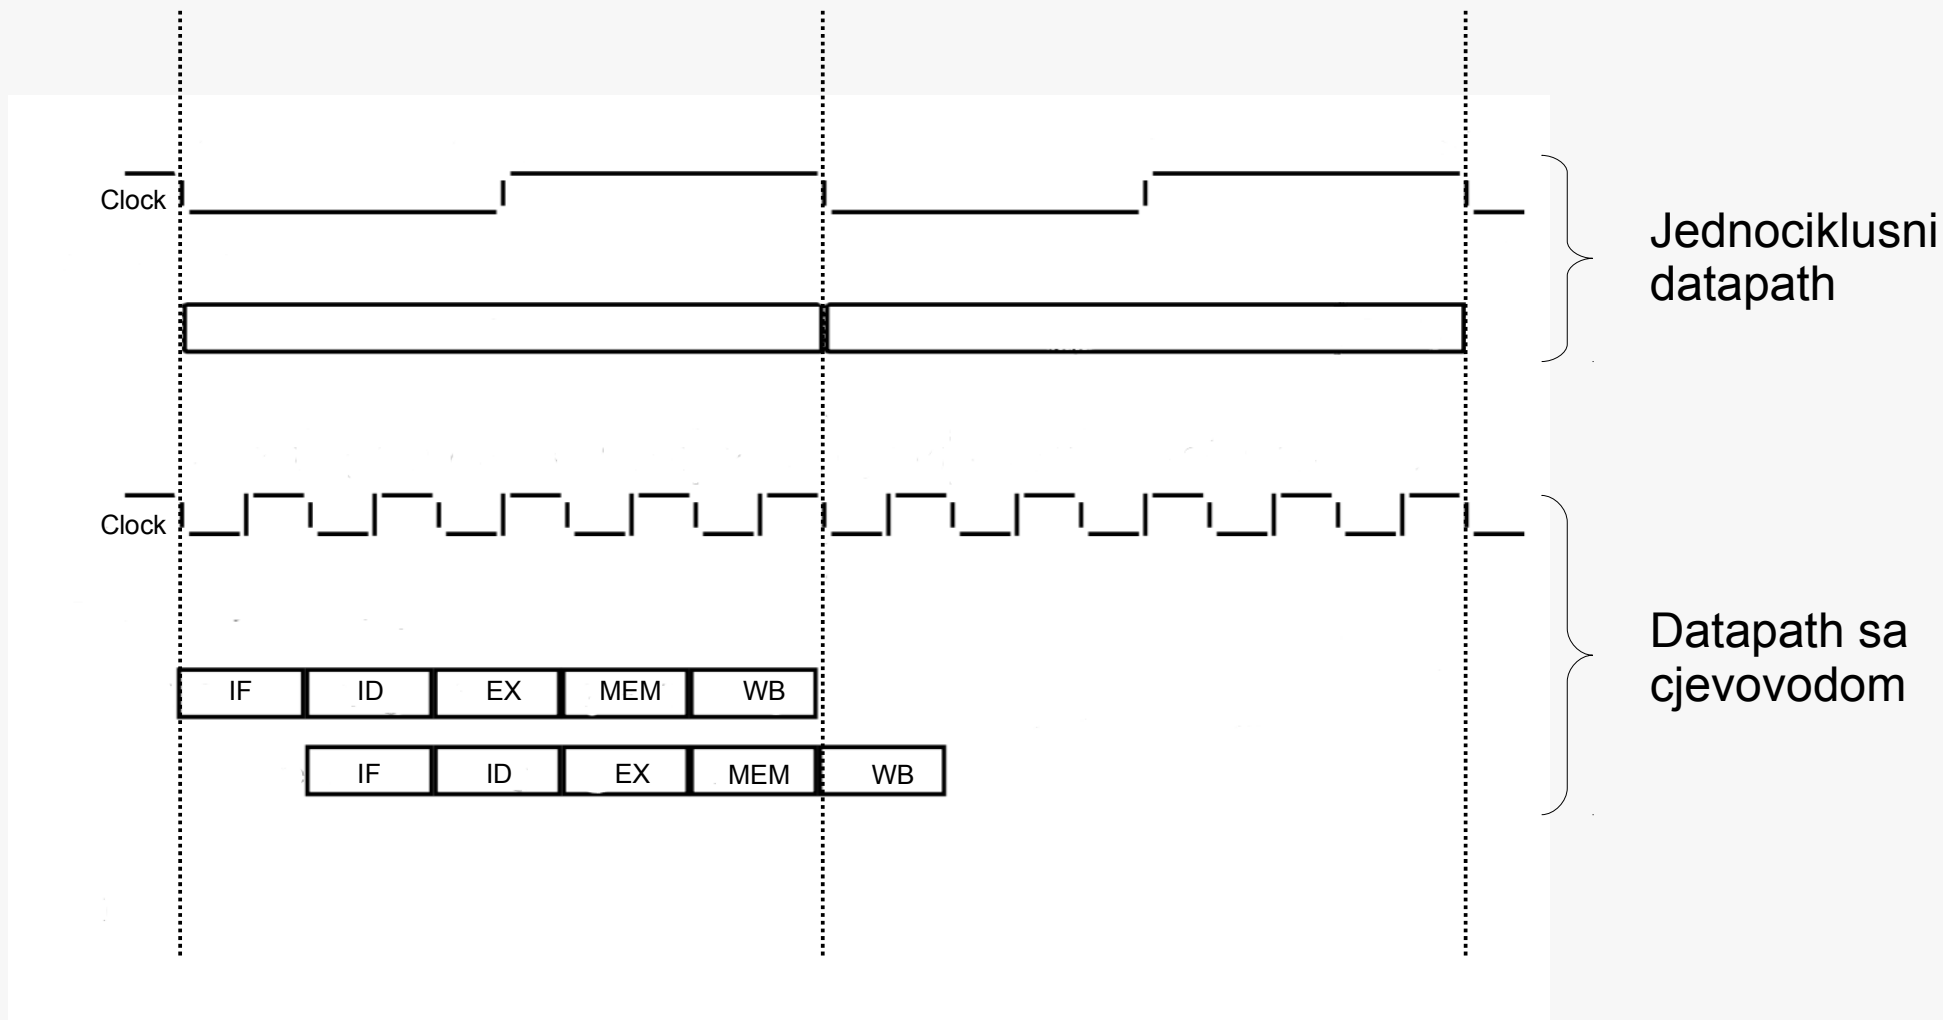 Clock
Jednociklusni
datapath
Clock
Datapath sa
cjevovodom
IF ID EX MEM WB
IF ID EX MEM WB